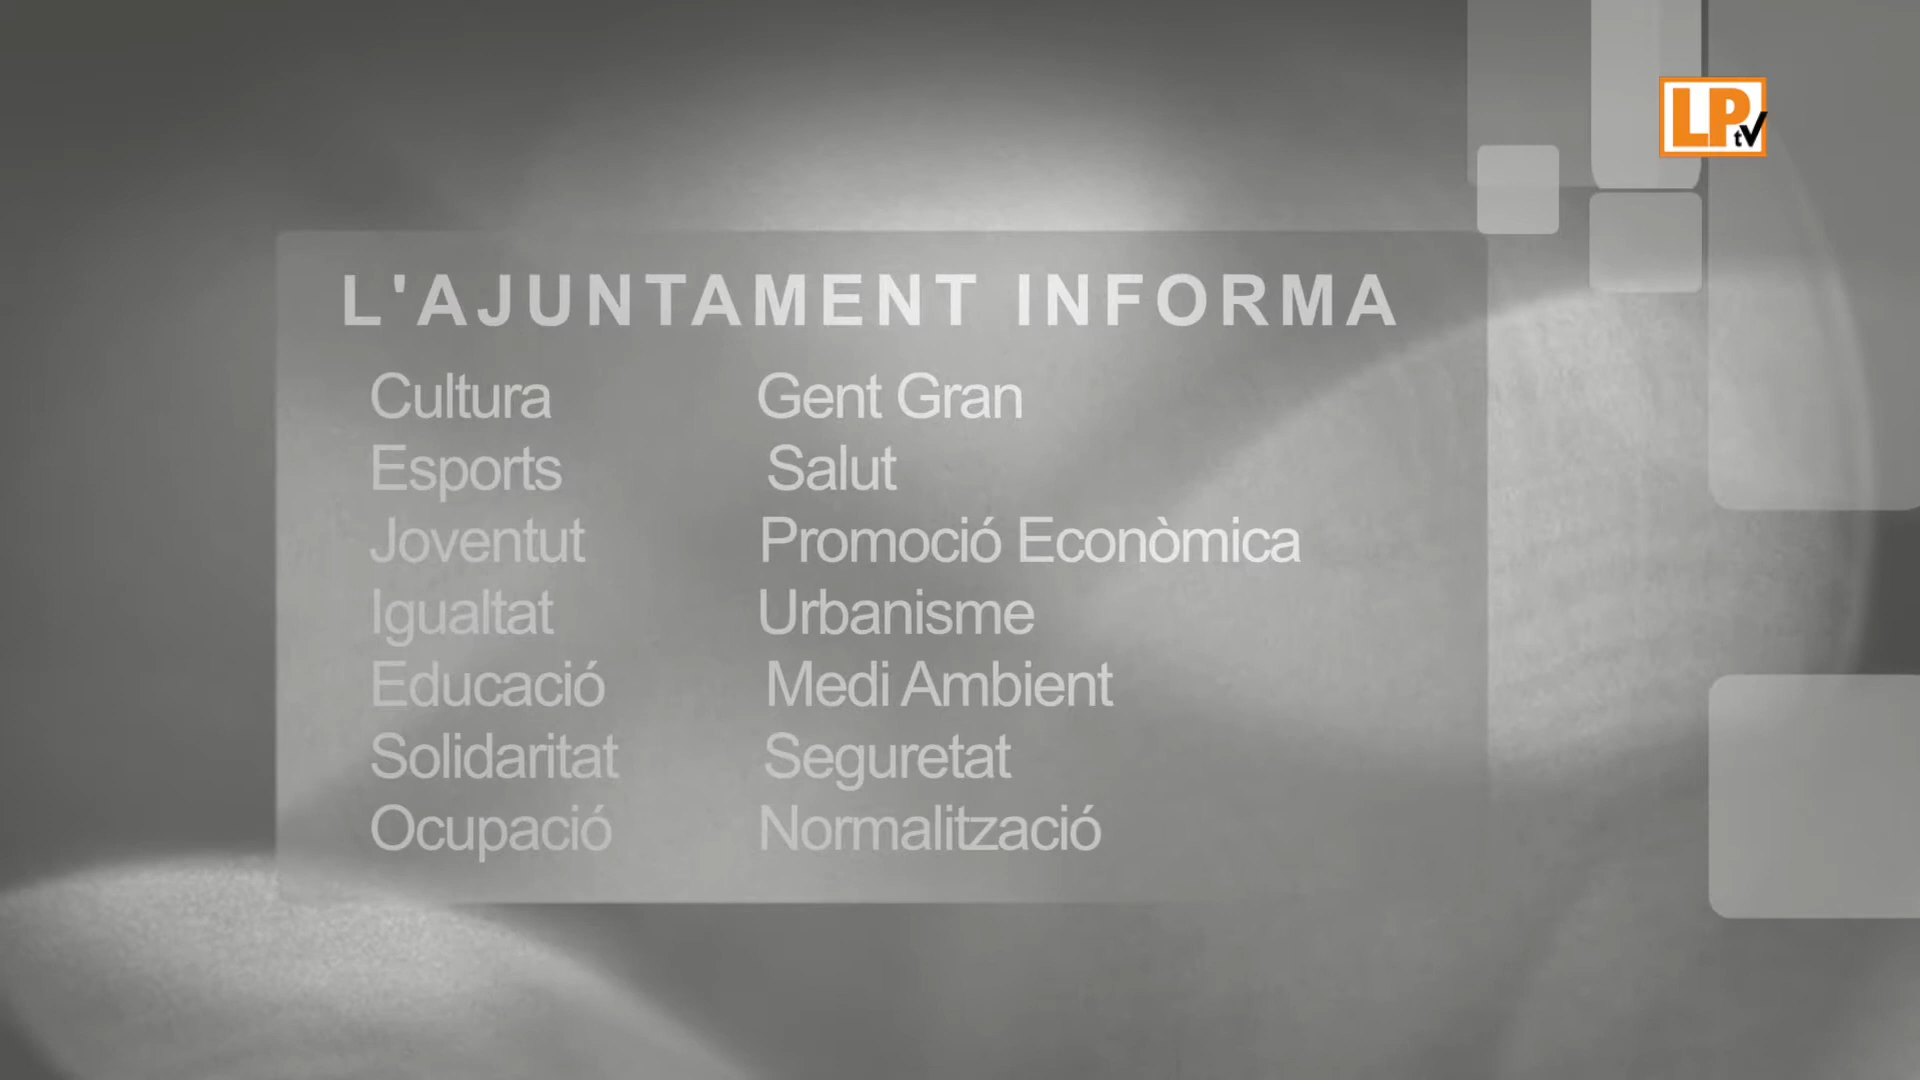 LPtv
L'AJUNTAMENT INFORMA
Cultura
Esports
Joventut
Igualtat
Educació
Solidaritat
Ocupació
Gent Gran
Salut
Promoció Econòmica
Urbanisme
Medi Ambient
Seguretat
Normalització